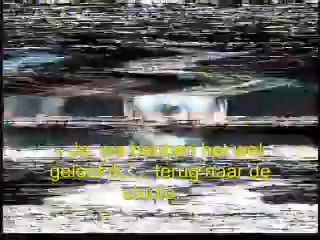 . Ja, we hebben het wel
geloof ik..... terug naar de
studio.